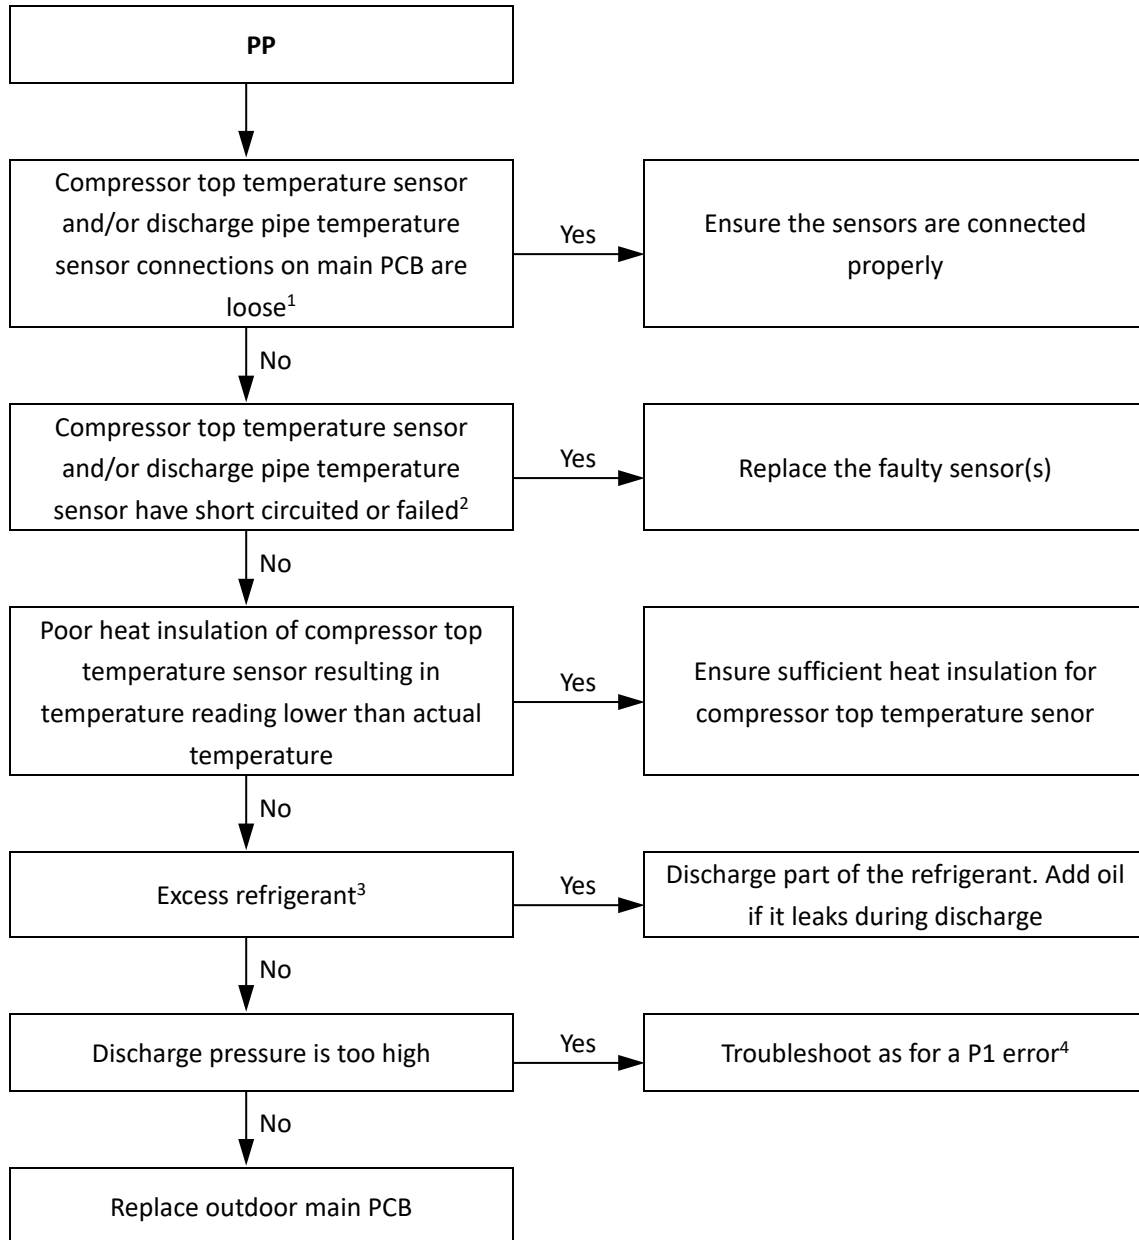 PP
Compressor top temperature sensor
and/or discharge pipe temperature
sensor connections on main PCB are
loose¹
Yes
Ensure the sensors are connected
properly
No
Compressor top temperature sensor
and/or discharge pipe temperature
sensor have short circuited or failed²
Yes
Replace the faulty sensor(s)
No
Poor heat insulation of compressor top
temperature sensor resulting in
temperature reading lower than actual
temperature
Yes
Ensure sufficient heat insulation for
compressor top temperature senor
No
Excess refrigerant³
Yes
Discharge part of the refrigerant. Add oil
if it leaks during discharge
No
Discharge pressure is too high
Yes
Troubleshoot as for a P1 error⁴
No
Replace outdoor main PCB